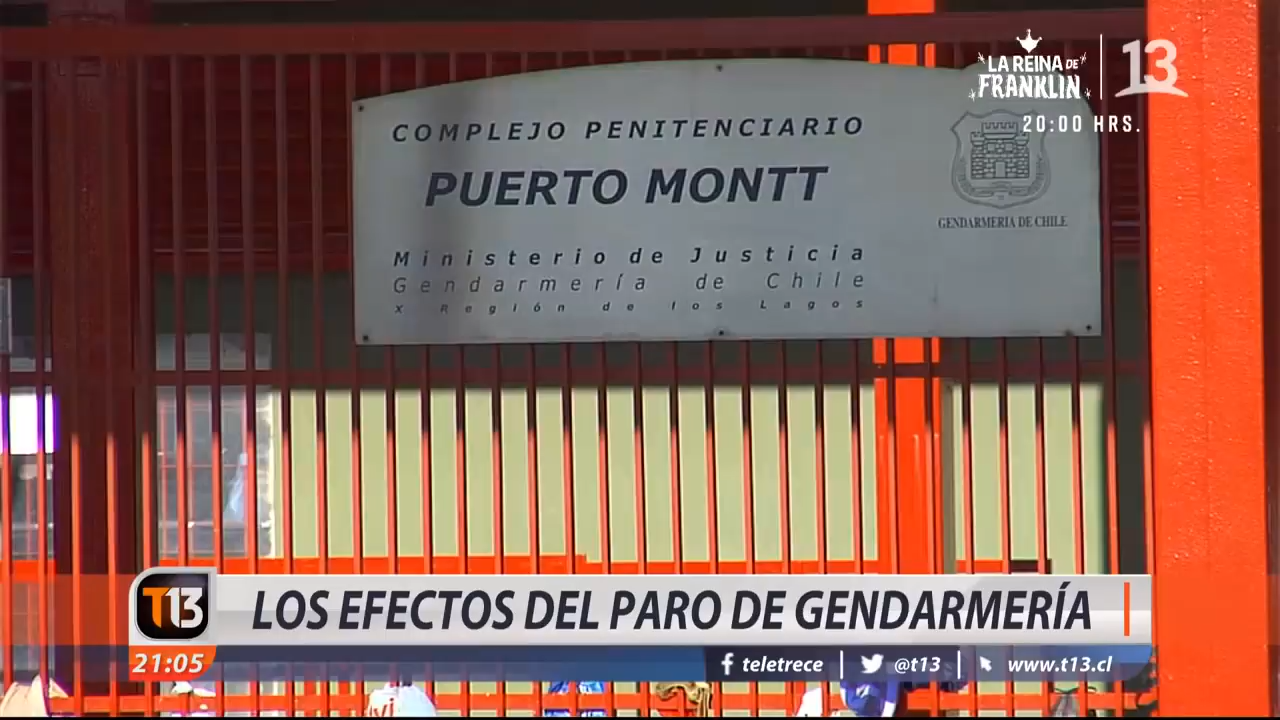 LA REINA DE
FRANKLIN
13
20:00 HRS.
COMPLEJO PENITENCIARIO
PUERTO MONTT
GENDARMERIA DE CHILE
Ministerio de Justicia
Gendarmería de Chile
X Región de los Lagos
T13
LOS EFECTOS DEL PARO DE GENDARMERÍA
21:05
teletrece
@t13
www.t13.cl